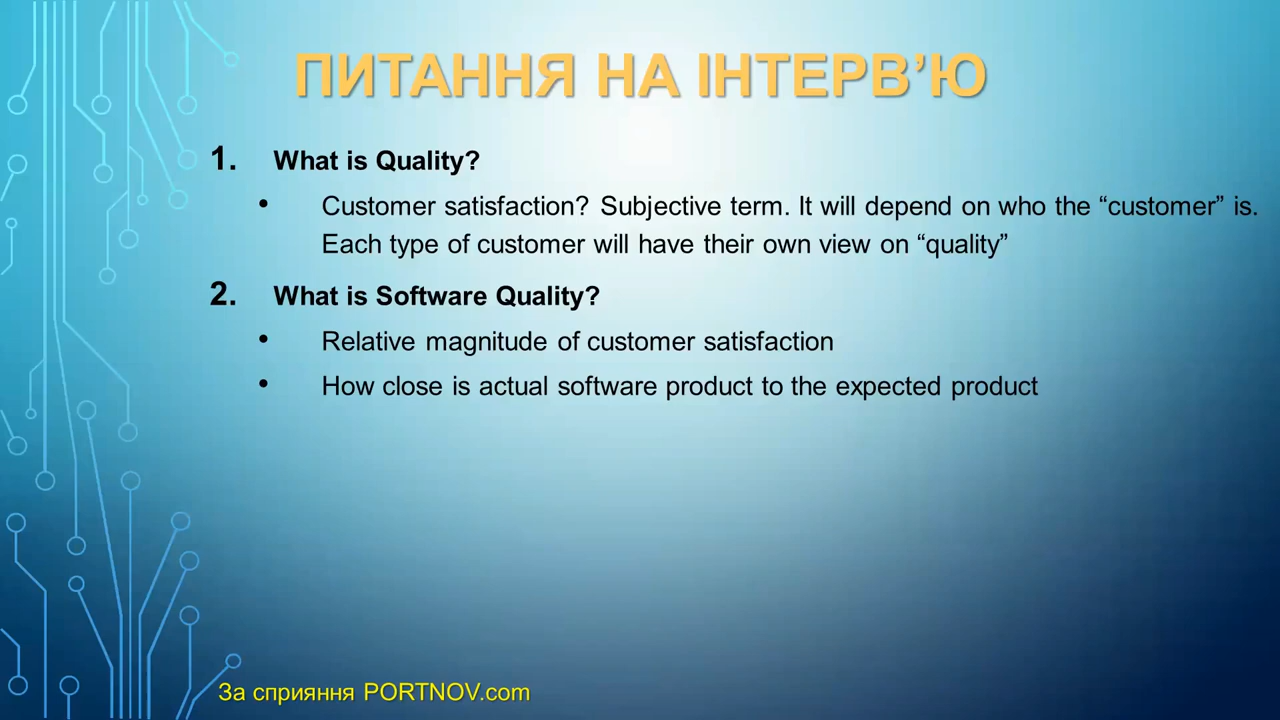 ПИТАННЯ НА ІНТЕРВ’Ю
1. What is Quality?
• Customer satisfaction? Subjective term. It will depend on who the “customer” is.
Each type of customer will have their own view on “quality”
2. What is Software Quality?
• Relative magnitude of customer satisfaction
• How close is actual software product to the expected product
За сприяння PORTNOV.com